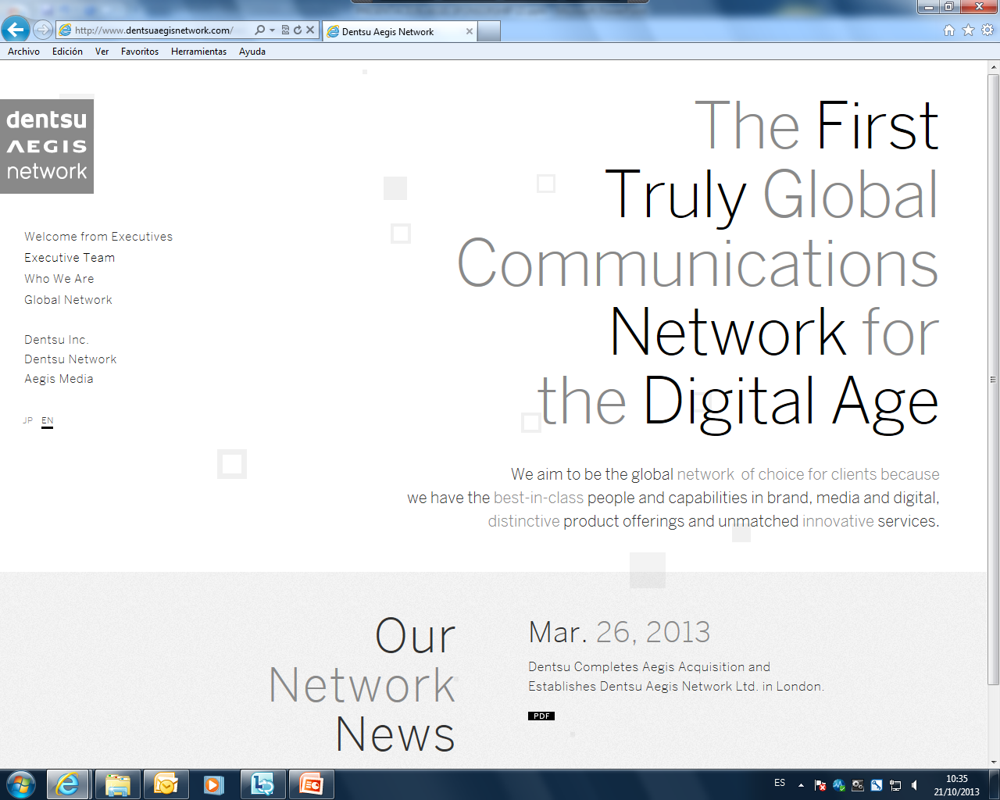 http://www.dentsuaegisnetwork.com/
Dentsu Aegis Network
Archivo Edición Ver Favoritos Herramientas Ayuda
dentsu
AEGIS
network
The First
Truly Global
Communications
Network for
the Digital Age
Welcome from Executives
Executive Team
Who We Are
Global Network
Dentsu Inc.
Dentsu Network
Aegis Media
JP EN
We aim to be the global network of choice for clients because
we have the best-in-class people and capabilities in brand, media and digital,
distinctive product offerings and unmatched innovative services.
Our
Network
News
Mar. 26, 2013
Dentsu Completes Aegis Acquisition and
Establishes Dentsu Aegis Network Ltd. in London.
PDF
ES
10:35
21/10/2013